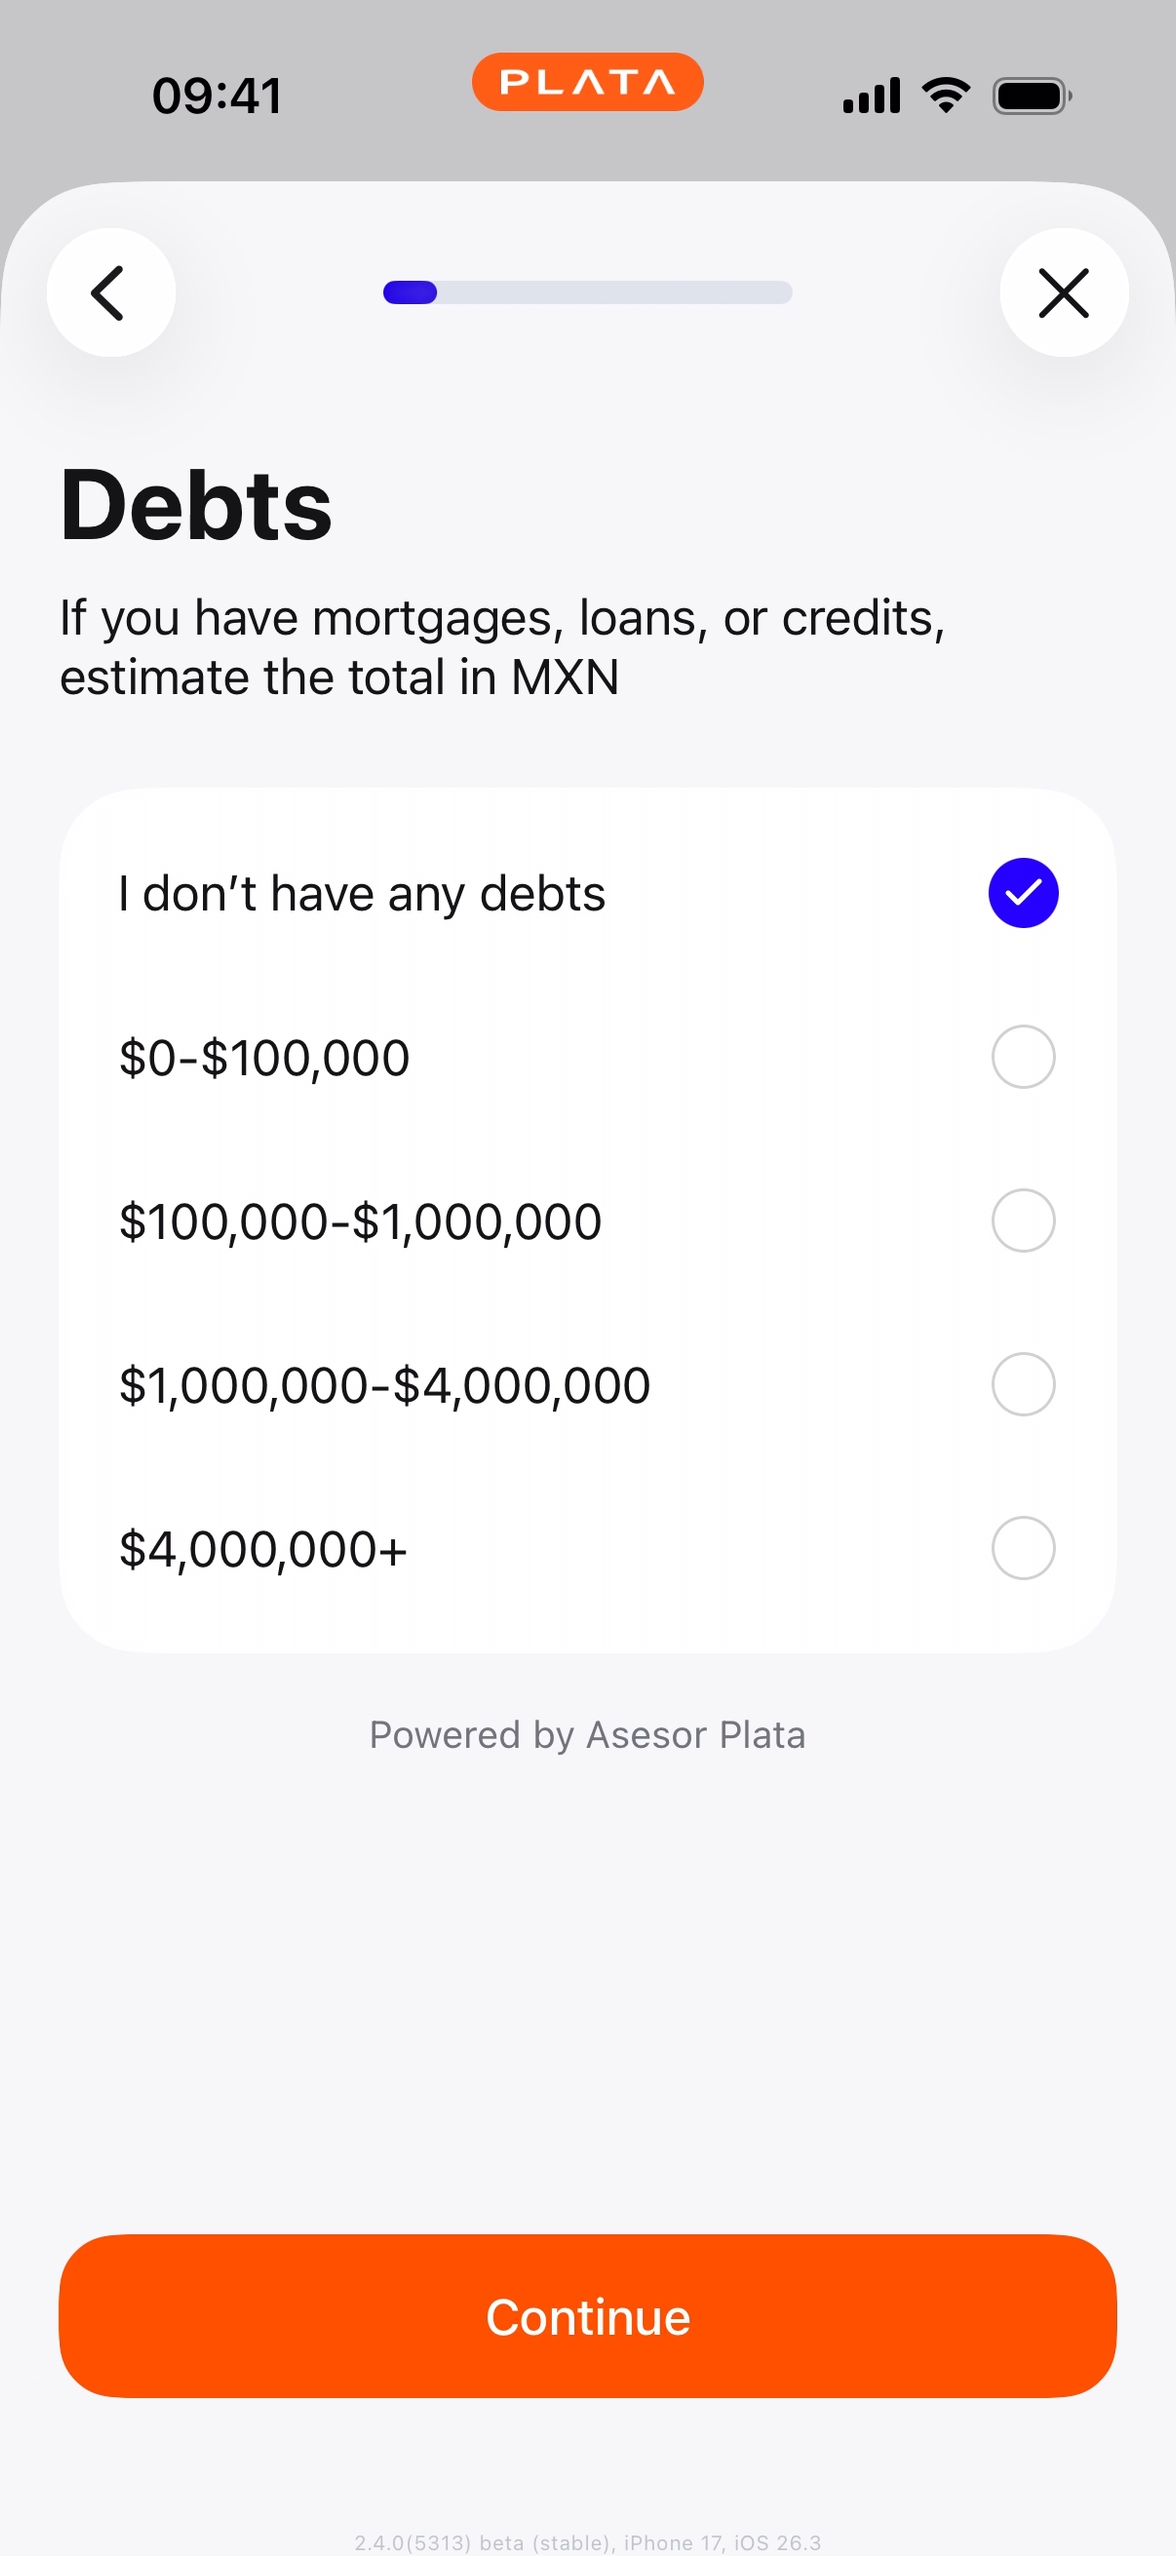 09:41
PLATA
Debts
If you have mortgages, loans, or credits,
estimate the total in MXN
I don’t have any debts
$0-$100,000
$100,000-$1,000,000
$1,000,000-$4,000,000
$4,000,000+
Powered by Asesor Plata
Continue
2.4.0(5313) beta (stable), iPhone 17, iOS 26.3